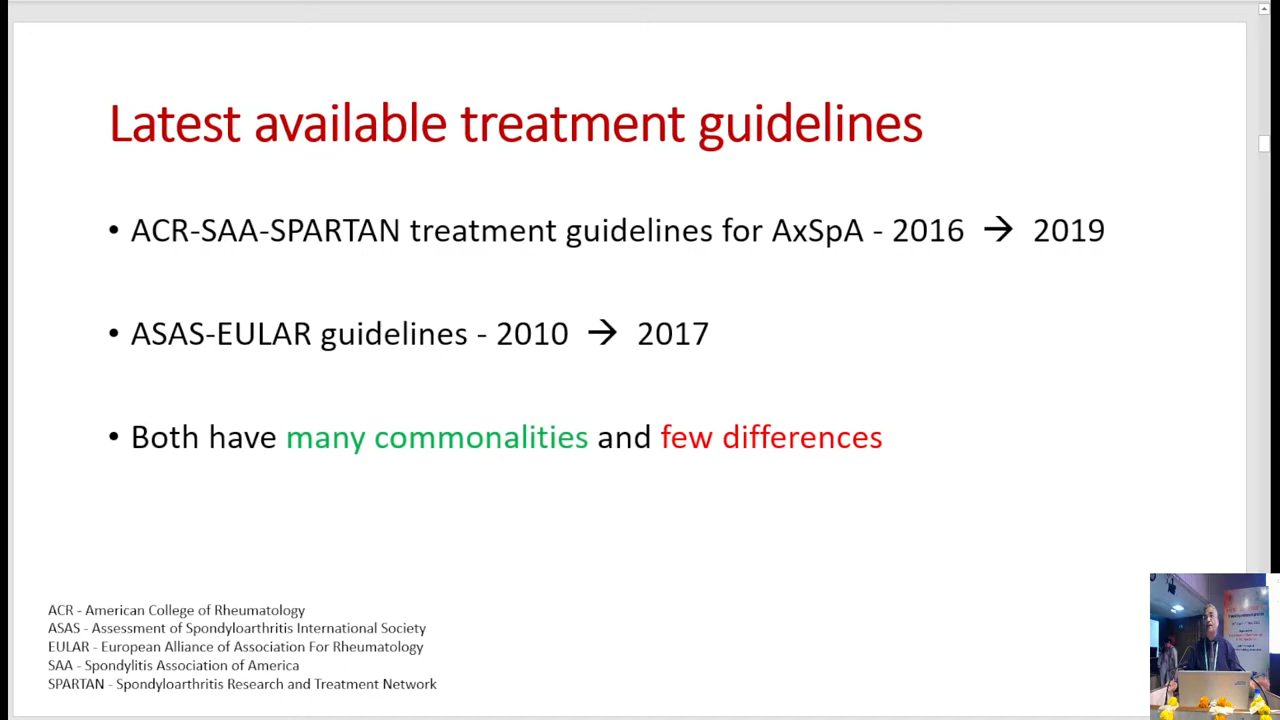 Latest available treatment guidelines
• ACR-SAA-SPARTAN treatment guidelines for AxSpA - 2016 → 2019
• ASAS-EULAR guidelines - 2010 → 2017
• Both have many commonalities and few differences
ACR - American College of Rheumatology
ASAS - Assessment of Spondyloarthritis International Society
EULAR - European Alliance of Association For Rheumatology
SAA - Spondylitis Association of America
SPARTAN - Spondyloarthritis Research and Treatment Network